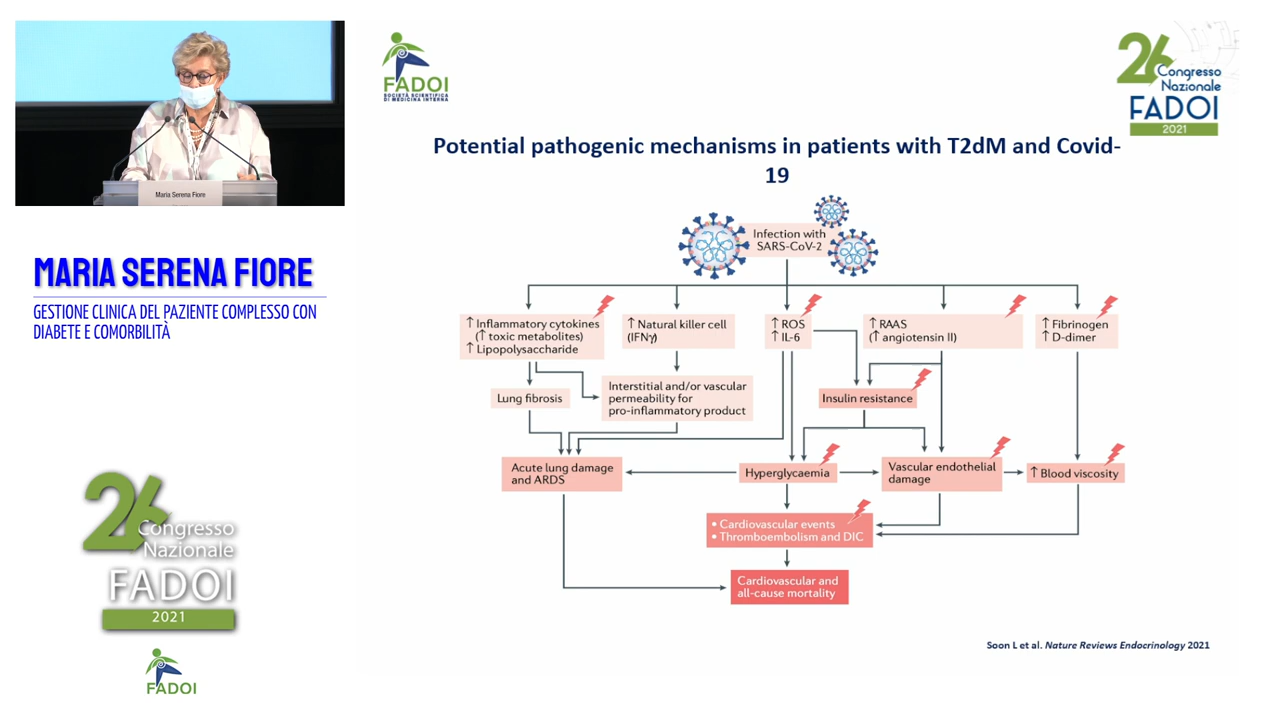 Maria Serena Fiore
MARIA SERENA FIORE
GESTIONE CLINICA DEL PAZIENTE COMPLESSO CON
DIABETE E COMORBILITÀ
26
Congresso
Nazionale
FADOI
2021
FADOI
FADOI
SOCIETÀ SCIENTIFICA
DI MEDICINA INTERNA
26
Congresso
Nazionale
FADOI
2021
Potential pathogenic mechanisms in patients with T2dM and Covid-
19
Infection with
SARS-CoV-2
↑ Inflammatory cytokines
(↑ toxic metabolites)
↑ Lipopolysaccharide
↑ Natural killer cell
(IFNγ)
↑ ROS
↑ IL-6
↑ RAAS
(↑ angiotensin II)
↑ Fibrinogen
↑ D-dimer
Lung fibrosis
Interstitial and/or vascular
permeability for
pro-inflammatory product
Insulin resistance
Acute lung damage
and ARDS
Hyperglycaemia
Vascular endothelial
damage
↑ Blood viscosity
• Cardiovascular events
• Thromboembolism and DIC
Cardiovascular and
all-cause mortality
Soon L et al. Nature Reviews Endocrinology 2021